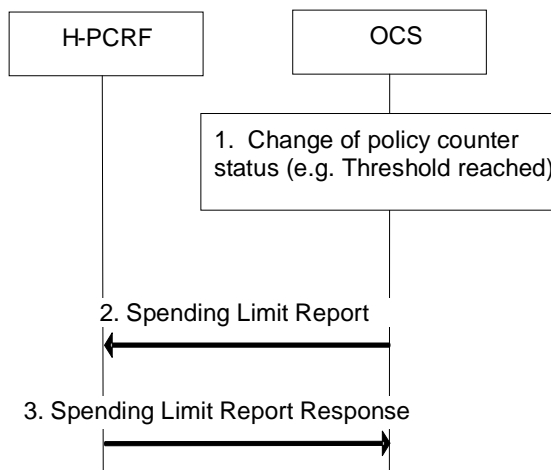 H-PCRF
OCS
1. Change of policy counter
status (e.g. Threshold reached)
2. Spending Limit Report
3. Spending Limit Report Response